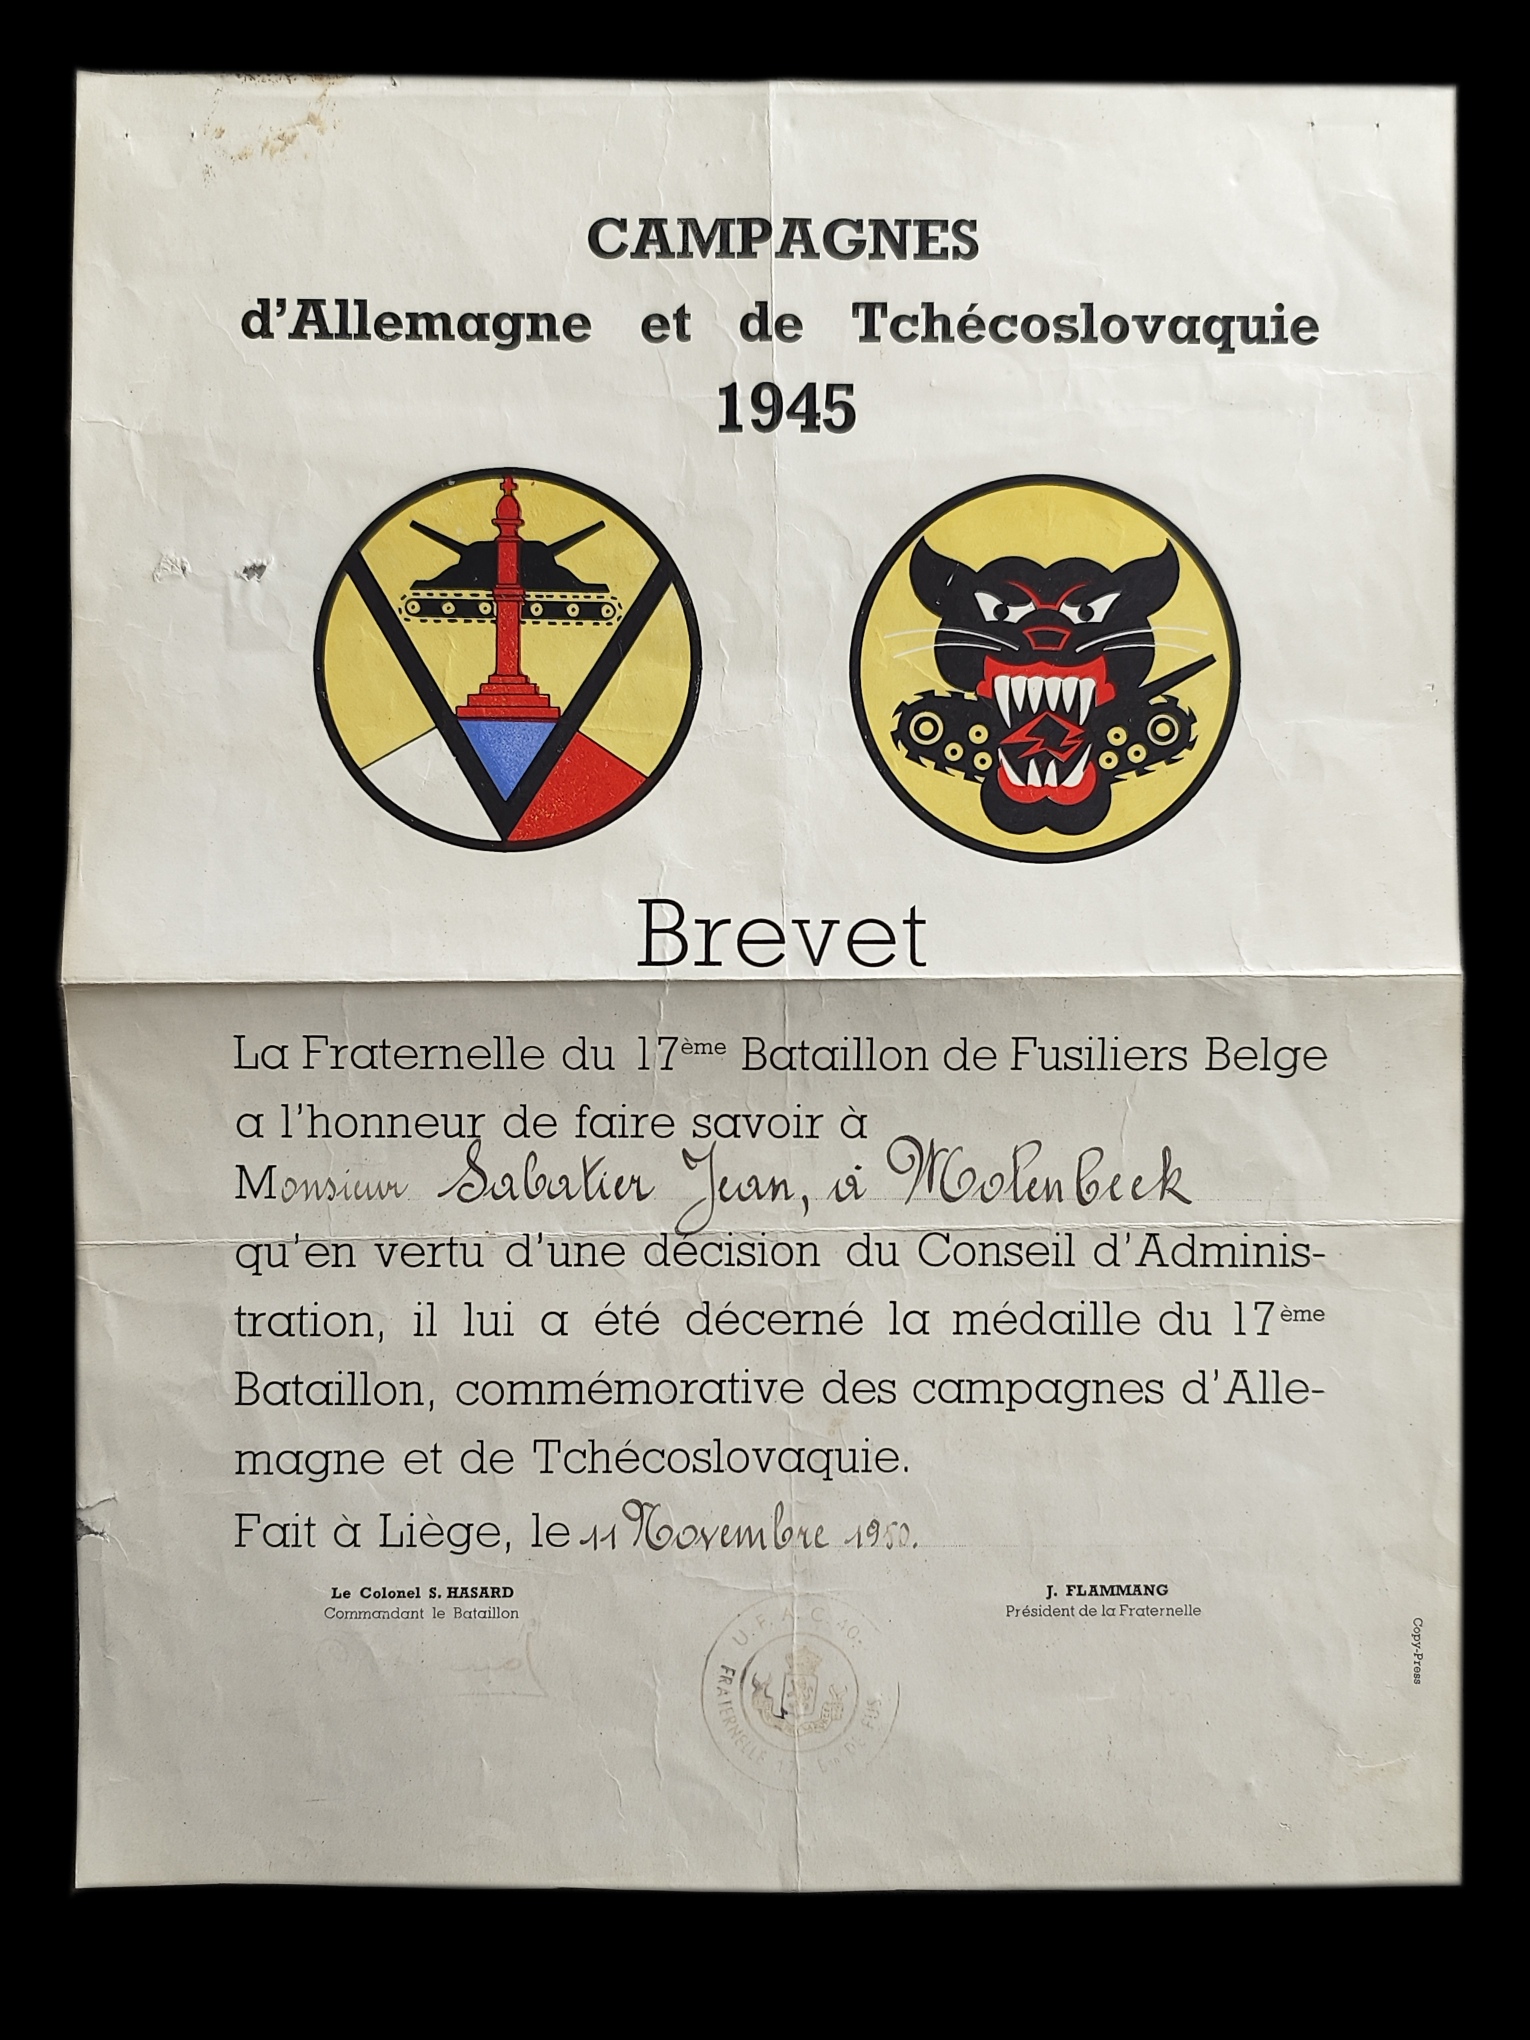 CAMPAGNES
d'Allemagne et de Tchécoslovaquie
1945
Brevet
La Fraternelle du 17ème Bataillon de Fusiliers Belge
a l'honneur de faire savoir à
Monsieur Sabatier Jean, à Molenbeek
qu'en vertu d'une décision du Conseil d'Adminis-
tration, il lui a été décerné la médaille du 17ème
Bataillon, commémorative des campagnes d'Alle-
magne et de Tchécoslovaquie.
Fait à Liège, le 11 Novembre 1950.
Le Colonel S. HASARD
Commandant le Bataillon
J. FLAMMANG
Président de la Fraternelle
U. F. A. C.
FRATERNELLE
FUS.
Copy-Press